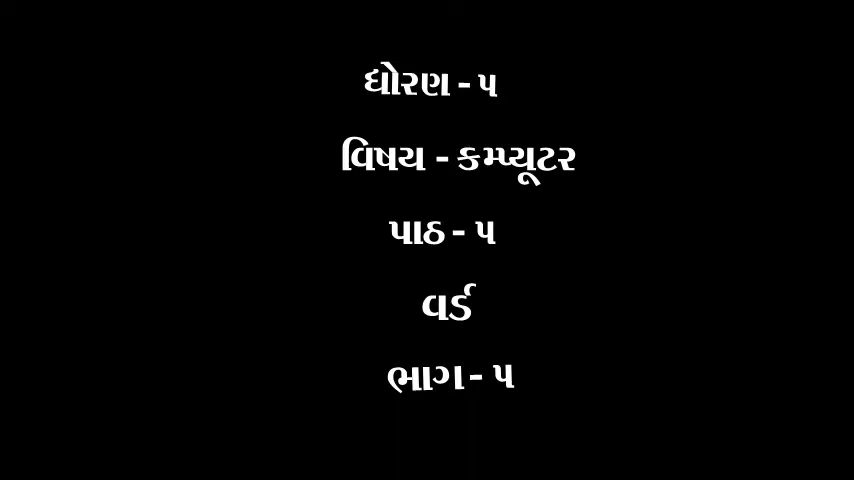 ધોરણ - ૫
વિષય - કમ્પ્યૂટર
પાઠ - ૫
વર્ડ
ભાગ - ૫